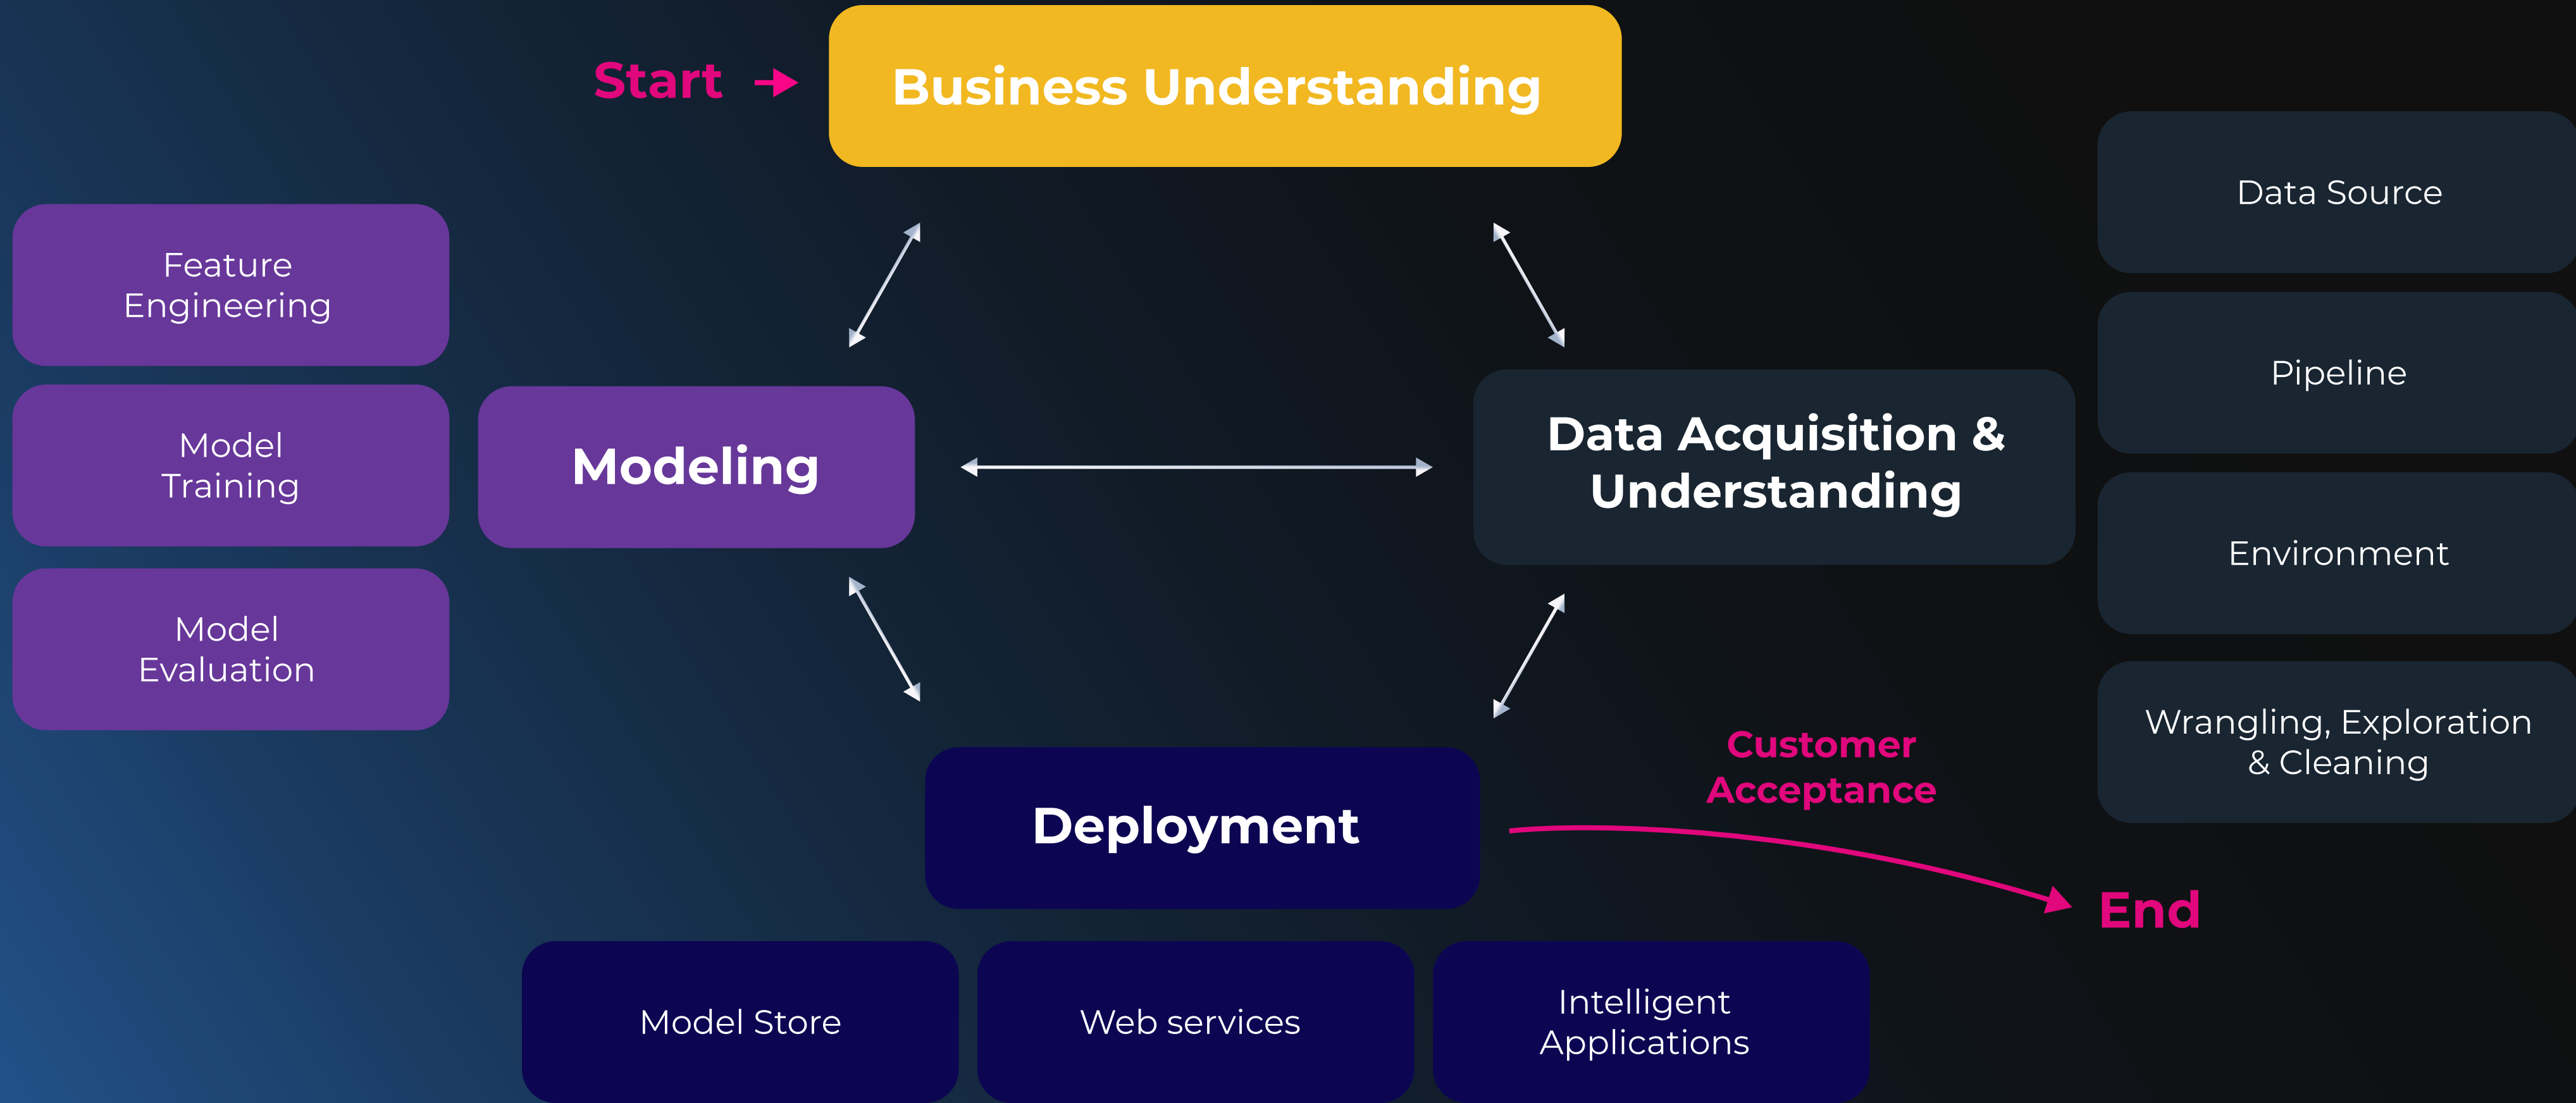 Start
Business Understanding
Data Source
Pipeline
Environment
Wrangling, Exploration
& Cleaning
Feature
Engineering
Model
Training
Model
Evaluation
Modeling
Data Acquisition &
Understanding
Deployment
Customer
Acceptance
End
Model Store
Web services
Intelligent
Applications